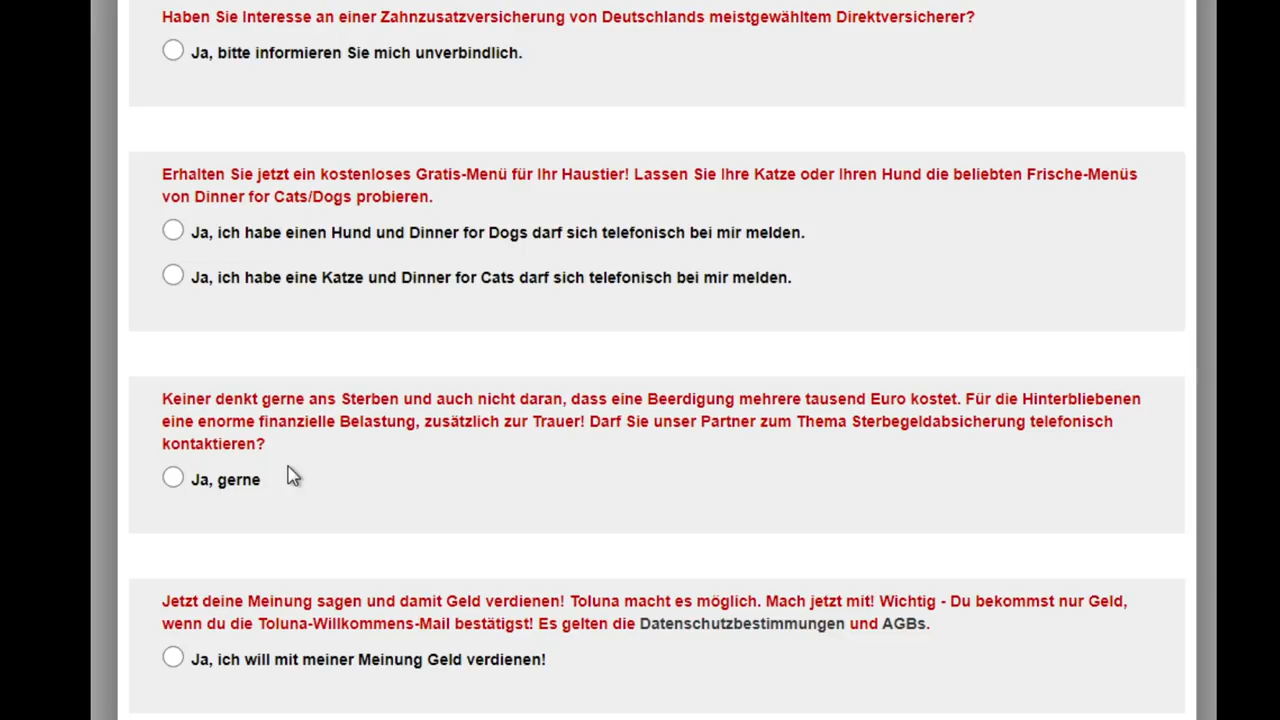 Haben Sie Interesse an einer Zahnzusatzversicherung von Deutschlands meistgewähltem Direktversicherer?
Ja, bitte informieren Sie mich unverbindlich.
Erhalten Sie jetzt ein kostenloses Gratis-Menü für Ihr Haustier! Lassen Sie Ihre Katze oder Ihren Hund die beliebten Frische-Menüs
von Dinner for Cats/Dogs probieren.
Ja, ich habe einen Hund und Dinner for Dogs darf sich telefonisch bei mir melden.
Ja, ich habe eine Katze und Dinner for Cats darf sich telefonisch bei mir melden.
Keiner denkt gerne ans Sterben und auch nicht daran, dass eine Beerdigung mehrere tausend Euro kostet. Für die Hinterbliebenen
eine enorme finanzielle Belastung, zusätzlich zur Trauer! Darf Sie unser Partner zum Thema Sterbegeldabsicherung telefonisch
kontaktieren?
Ja, gerne
Jetzt deine Meinung sagen und damit Geld verdienen! Toluna macht es möglich. Mach jetzt mit! Wichtig - Du bekommst nur Geld,
wenn du die Toluna-Willkommens-Mail bestätigst! Es gelten die Datenschutzbestimmungen und AGBs.
Ja, ich will mit meiner Meinung Geld verdienen!